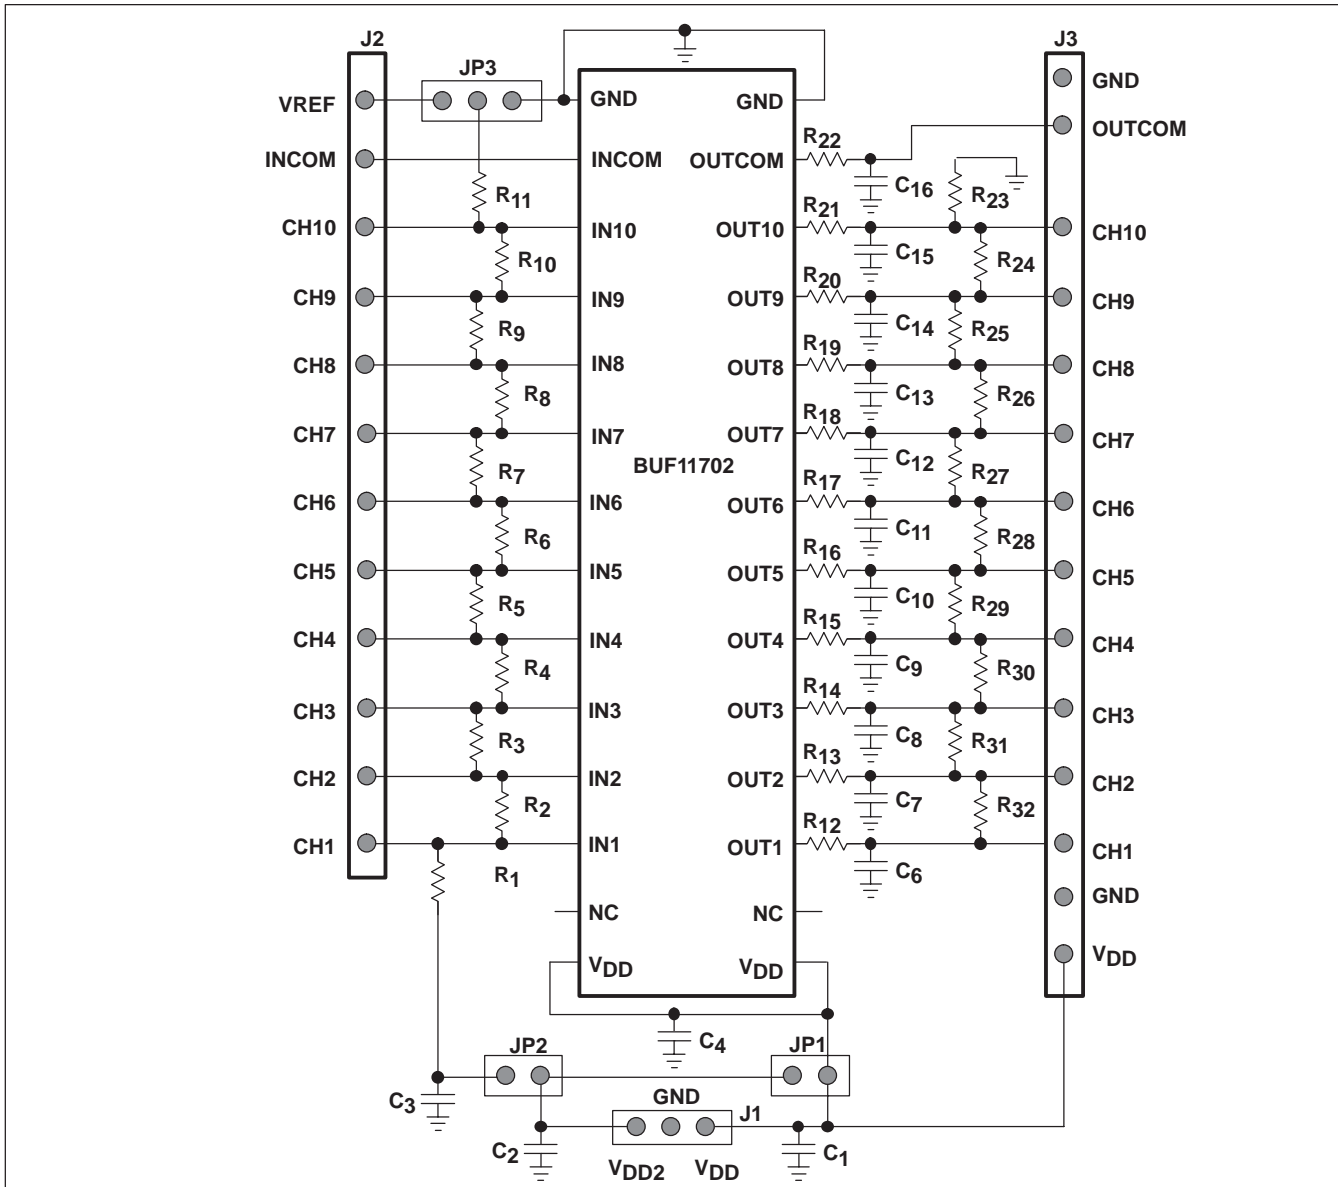 J2
J3
JP3
VREF
GND
GND
GND
OUTCOM
INCOM
INCOM
OUTCOM
R22
C16
R11
R21
R23
CH10
IN10
OUT10
CH10
R10
C15
R24
R20
CH9
IN9
OUT9
CH9
R9
C14
R25
R19
CH8
IN8
OUT8
CH8
R8
C13
R26
R18
CH7
IN7
OUT7
CH7
BUF11702
R7
C12
R27
R17
CH6
IN6
OUT6
CH6
R6
C11
R28
R16
CH5
IN5
OUT5
CH5
R5
C10
R29
R15
CH4
IN4
OUT4
CH4
R4
C9
R30
R14
CH3
IN3
OUT3
CH3
R3
C8
R31
R13
CH2
IN2
OUT2
CH2
R2
C7
R32
R12
CH1
IN1
OUT1
CH1
R1
C6
GND
NC
NC
VDD
VDD
VDD
C4
JP2
JP1
C3
GND
J1
C2
VDD2
VDD
C1